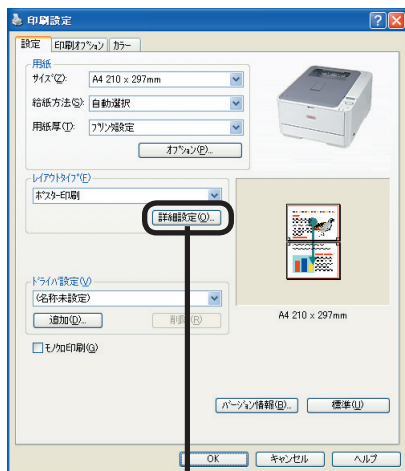 印刷設定
設定 印刷ｵﾌﾟｼｮﾝ カラー
用紙
ｻｲｽﾞ(Z): A4 210 x 297mm
給紙方法(S): 自動選択
用紙厚(T): ﾌﾟﾘﾝﾀ設定
ｵﾌﾟｼｮﾝ(P)...
ﾚｲｱｳﾄﾀｲﾌﾟ(F)
ﾎﾟｽﾀｰ印刷
詳細設定(O)...
ﾄﾞﾗｲﾊﾞ設定(V)
(名称未設定)
追加(D)... 削除(R)
A4 210 x 297mm
ﾓﾉｸﾛ印刷(G)
ﾊﾞｰｼﾞｮﾝ情報(B)... 標準(U)
OK キャンセル ヘルプ